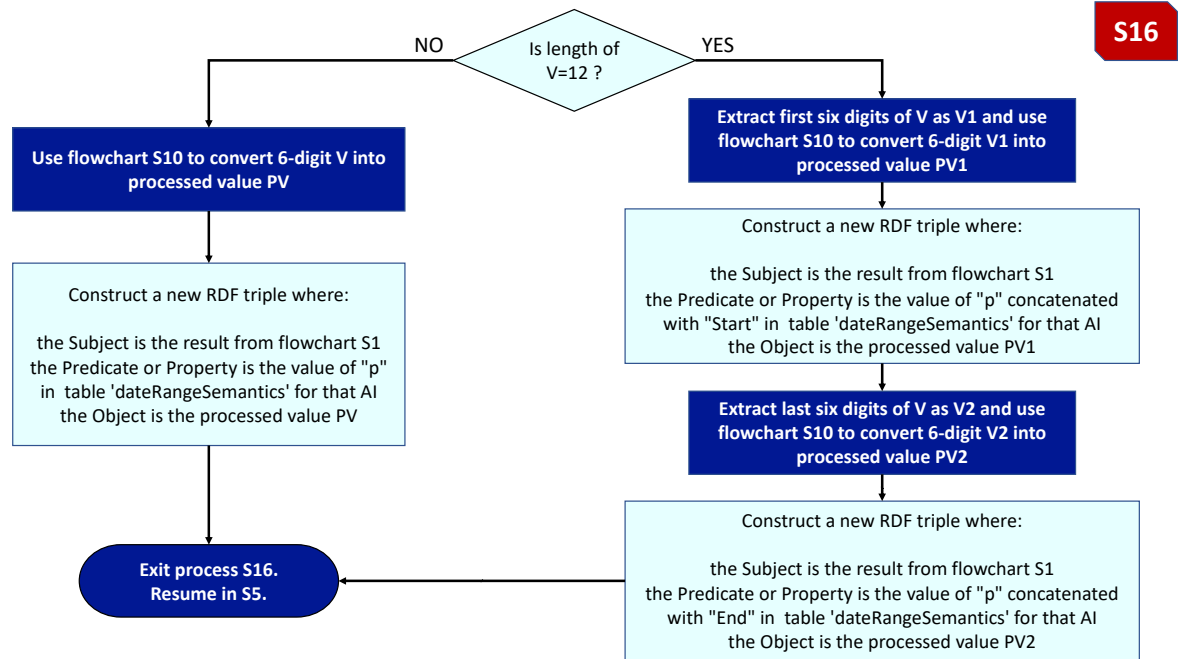 S16
Is length of
V=12 ?
NO
YES
Use flowchart S10 to convert 6-digit V into
processed value PV
Construct a new RDF triple where:
the Subject is the result from flowchart S1
the Predicate or Property is the value of "p"
in  table 'dateRangeSemantics' for that AI
the Object is the processed value PV
Extract first six digits of V as V1 and use
flowchart S10 to convert 6-digit V1 into
processed value PV1
Construct a new RDF triple where:
the Subject is the result from flowchart S1
the Predicate or Property is the value of "p" concatenated
with "Start" in  table 'dateRangeSemantics' for that AI
the Object is the processed value PV1
Extract last six digits of V as V2 and use
flowchart S10 to convert 6-digit V2 into
processed value PV2
Construct a new RDF triple where:
the Subject is the result from flowchart S1
the Predicate or Property is the value of "p" concatenated
with "End" in  table 'dateRangeSemantics' for that AI
the Object is the processed value PV2
Exit process S16.
Resume in S5.